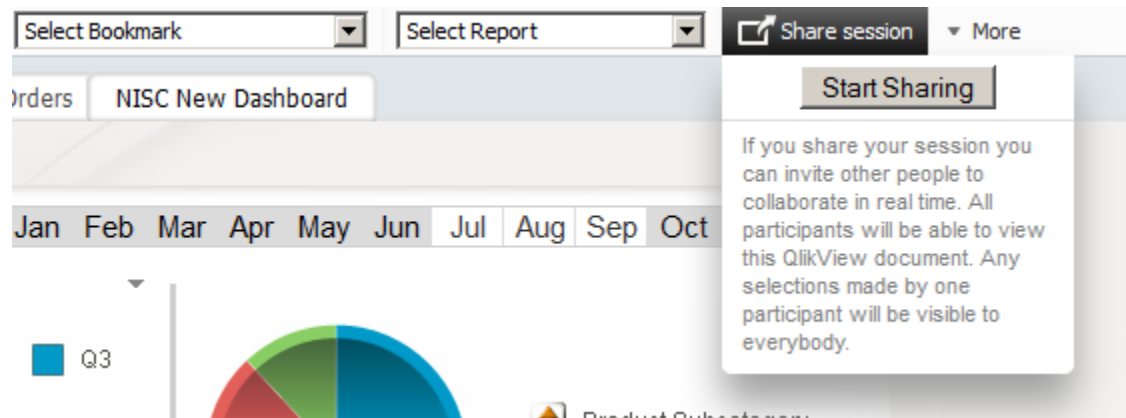 Select Bookmark Select Report Share session More
Start Sharing
NISC New Dashboard
If you share your session you
can invite other people to
collaborate in real time. All
participants will be able to view
this QlikView document. Any
selections made by one
participant will be visible to
everybody.
Jan Feb Mar Apr May Jun Jul Aug Sep Oct
Q3